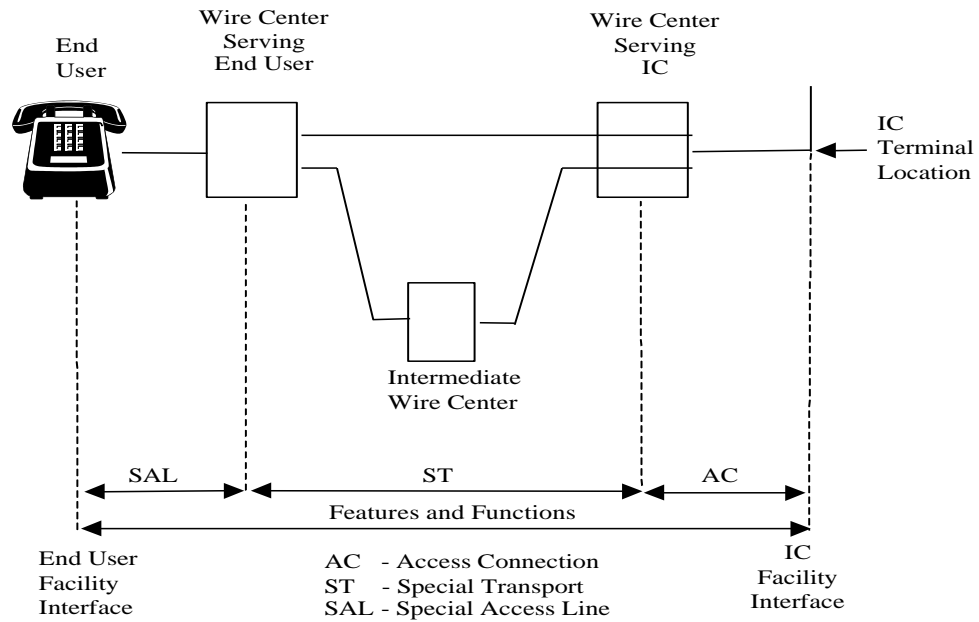 End
User
Wire Center
Serving
End User
Wire Center
Serving
IC
IC
Terminal
Location
Intermediate
Wire Center
SAL
ST
AC
Features and Functions
End User
Facility
Interface
AC - Access Connection
ST - Special Transport
SAL - Special Access Line
IC
Facility
Interface